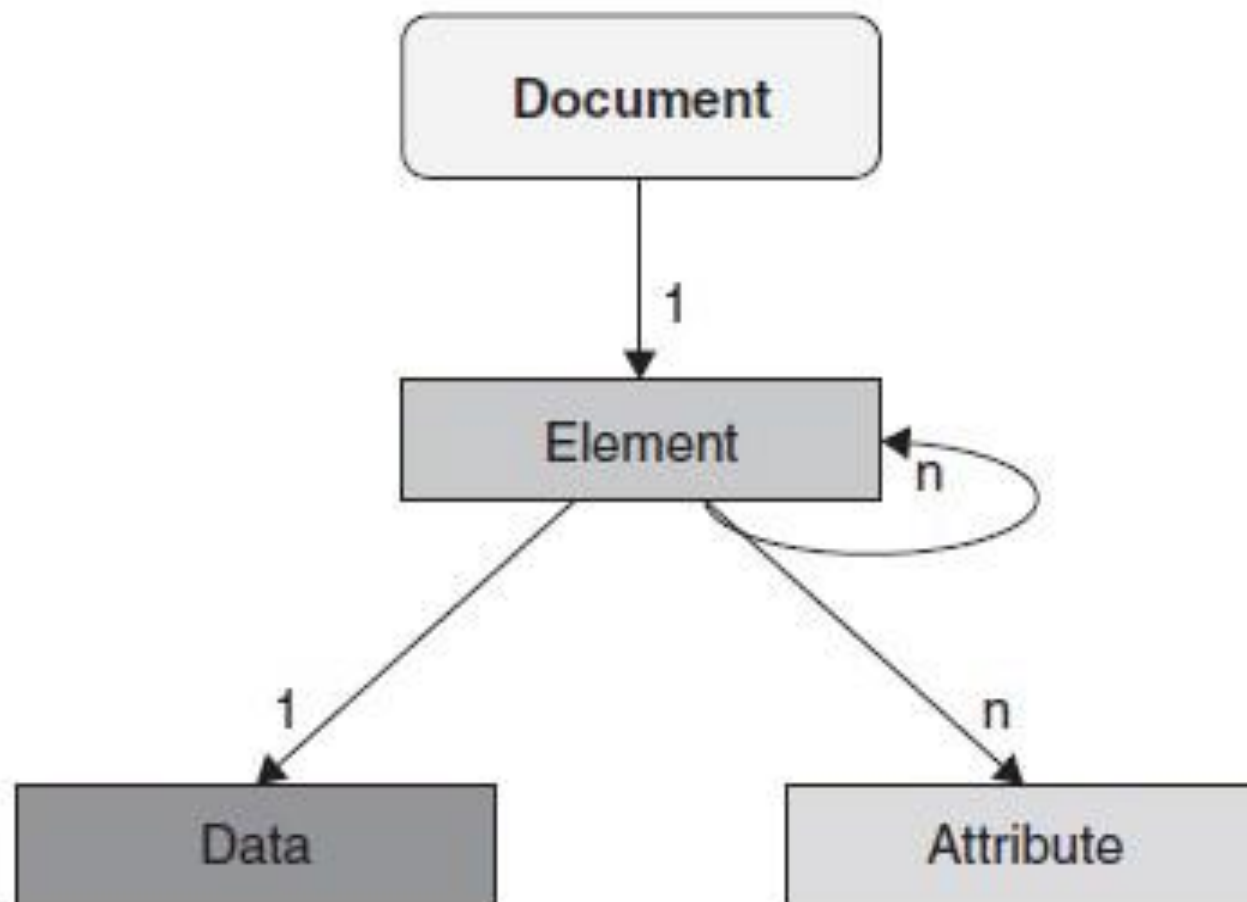 Document
1
Element
n
1
n
Data
Attribute